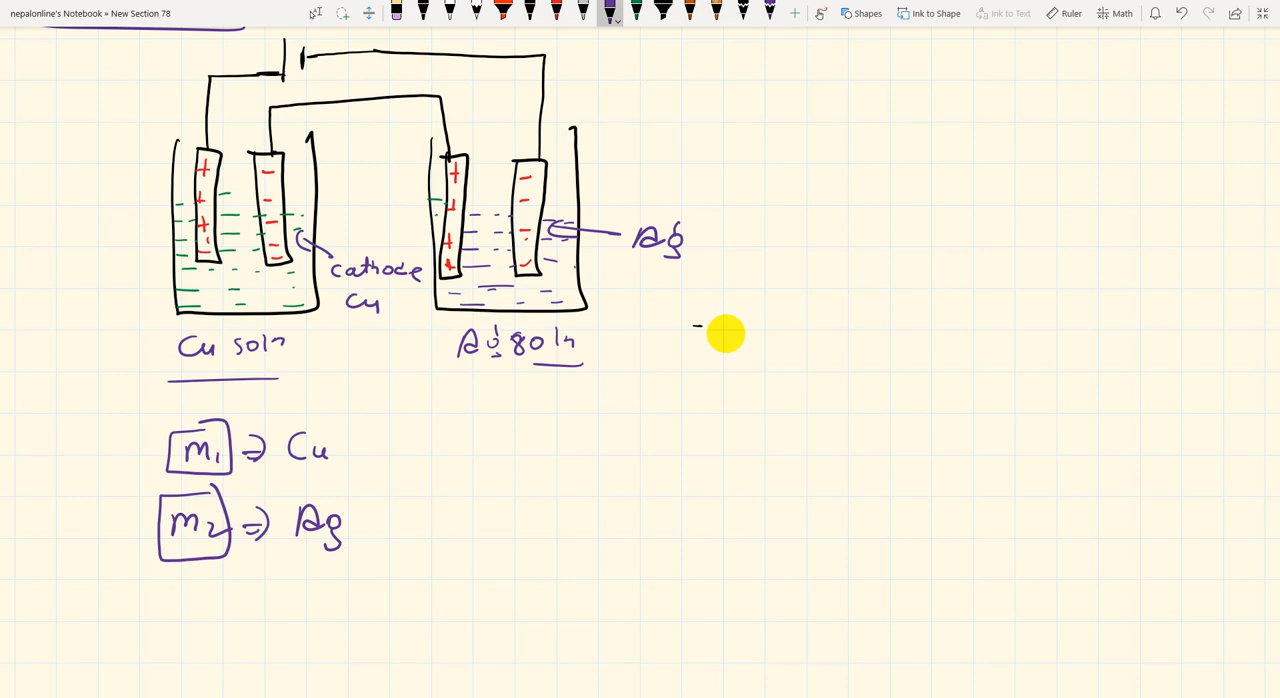 nepalonline's Notebook » New Section 78
Shapes
Ink to Shape
Ink to Text
Ruler
Math
+ + + +
- - - - -
+ + +
- - - -
Ag
cathode
Cu
Cu soln
soln
m1 ⇒ Cu
m2 ⇒ Ag